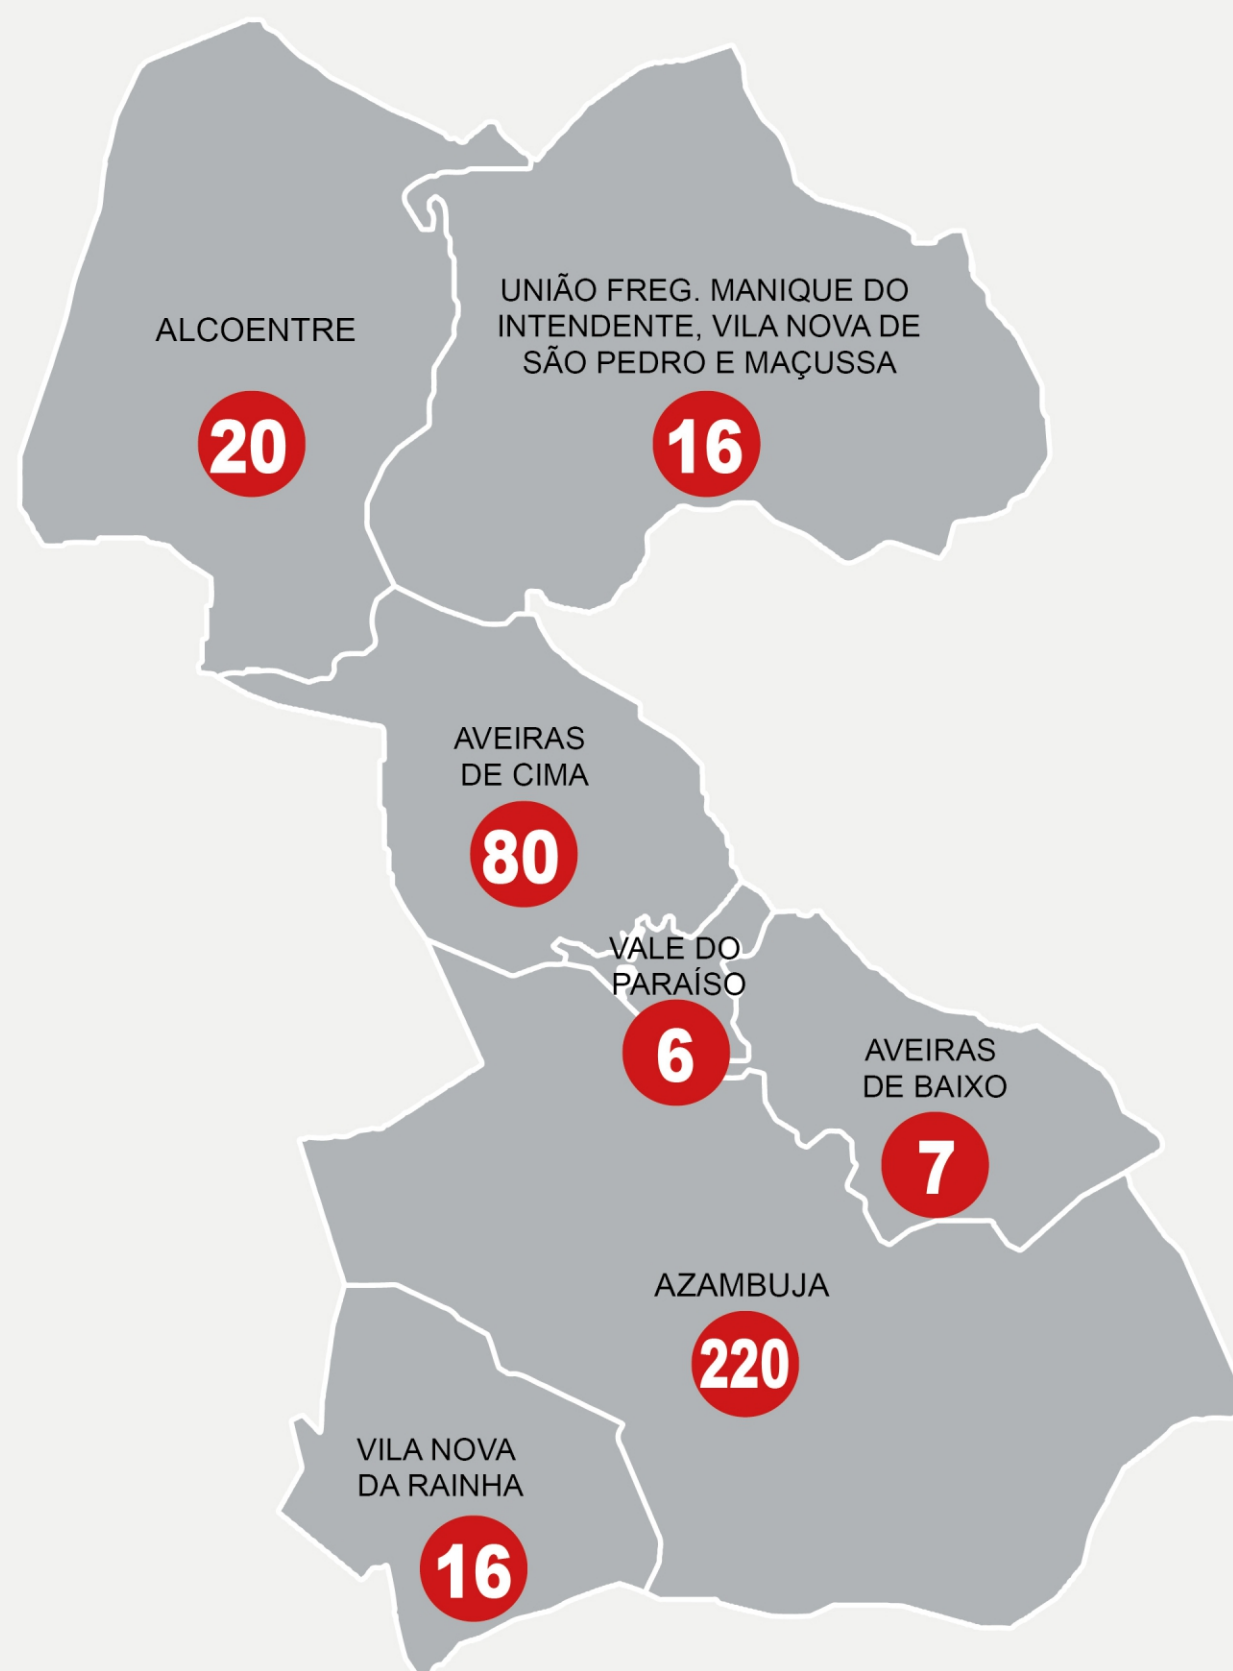 ALCOENTRE
20
UNIÃO FREG. MANIQUE DO
INTENDENTE, VILA NOVA DE
SÃO PEDRO E MAÇUSSA
16
AVEIRAS
DE CIMA
80
VALE DO
PARAÍSO
6
AVEIRAS
DE BAIXO
7
AZAMBUJA
220
VILA NOVA
DA RAINHA
16